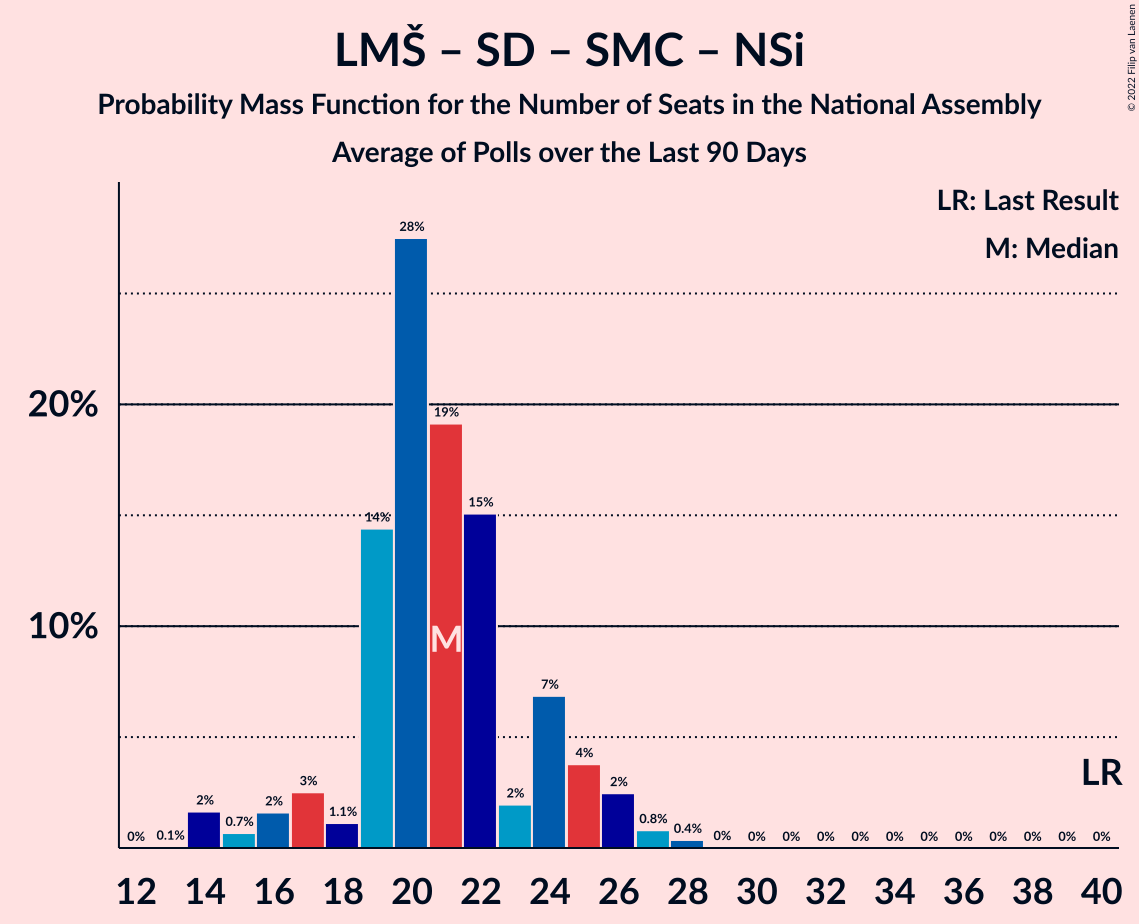 LMŠ – SD – SMC – NSi
Probability Mass Function for the Number of Seats in the National Assembly
Average of Polls over the Last 90 Days
© 2022 Filip van Laenen
LR: Last Result
M: Median
28%
20%
19%
15%
14%
10%
M
7%
4%
LR
3%
2%
2%
2%
2%
1.1%
0.7%
0.8%
0.4%
0%
0.1%
0% 0% 0% 0% 0% 0% 0% 0% 0% 0% 0% 0%
12 14 16 18 20 22 24 26 28 30 32 34 36 38 40